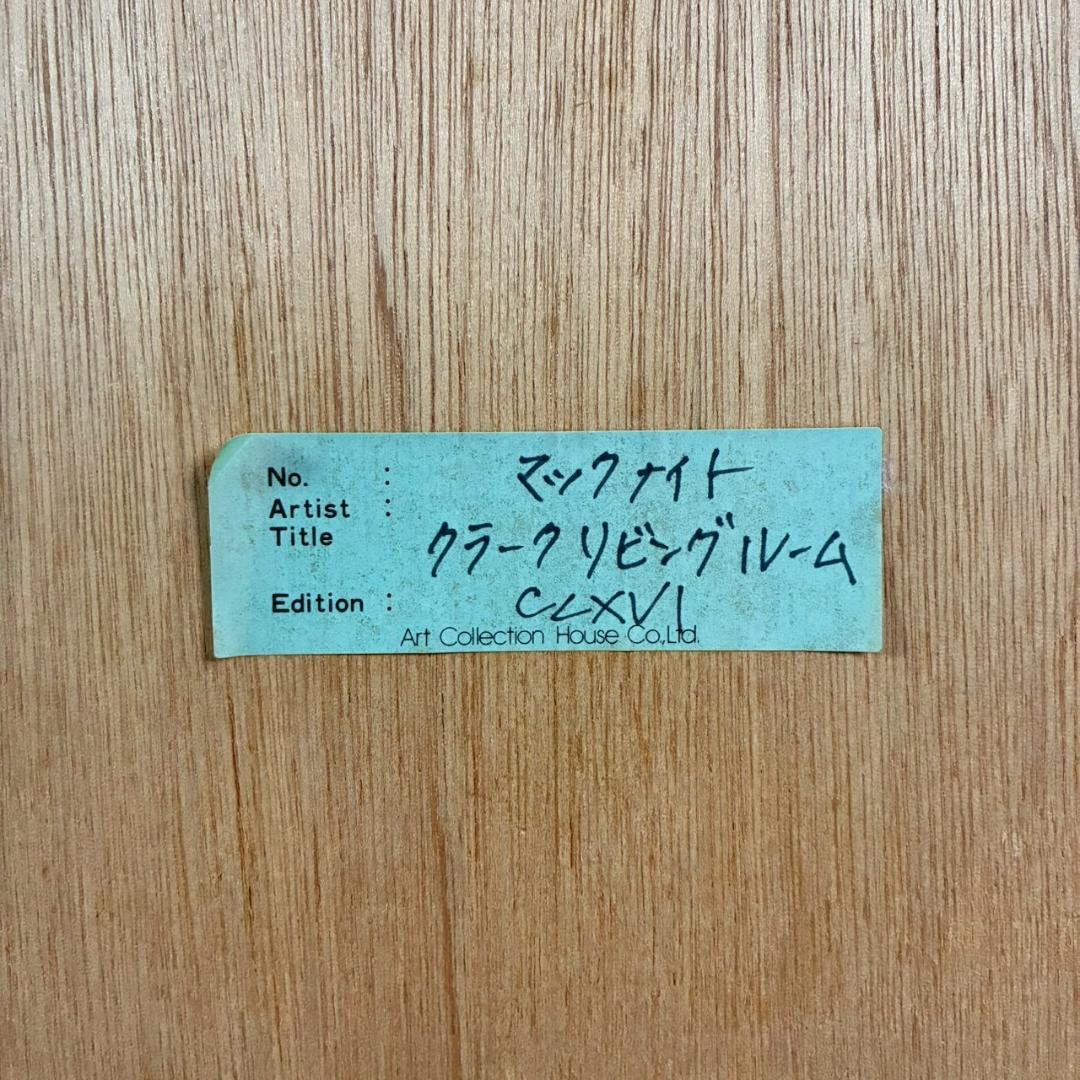 No. : マックナイト
Artist :
Title クラークリビングルーム
Edition : CLXVI
Art Collection House Co.,Ltd.